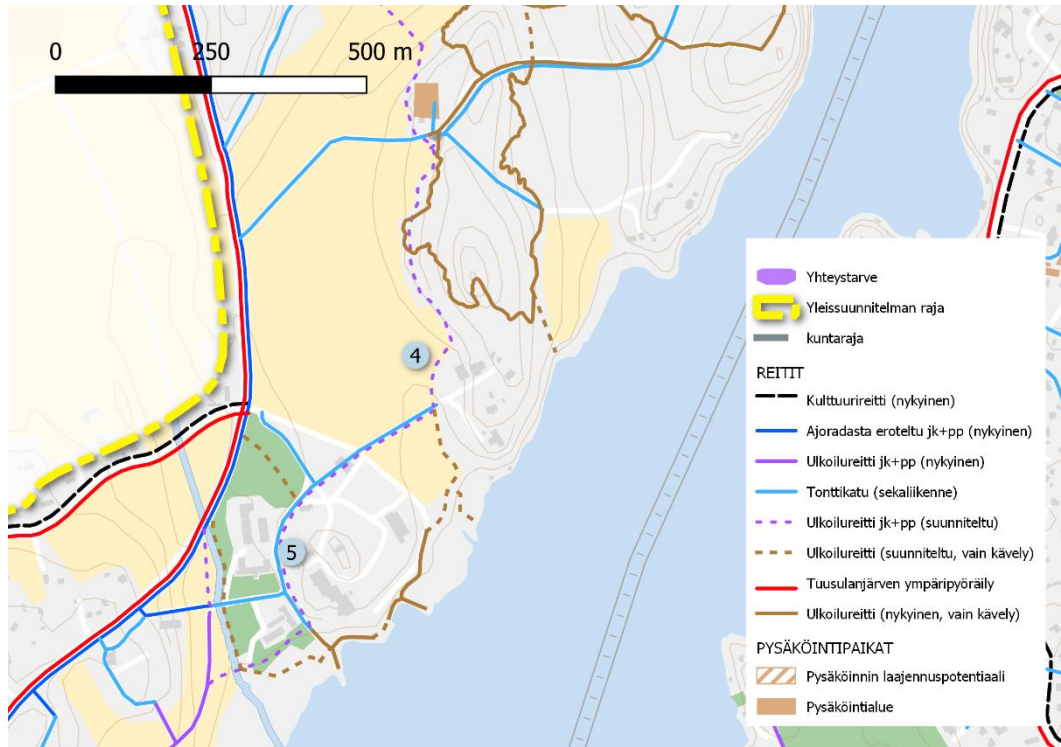 0 250 500 m
4
5
Yhteystarve
Yleissuunnitelman raja
kuntaraja
REITIT
Kulttuurireitti (nykyinen)
Ajoradasta eroteltu jk+pp (nykyinen)
Ulkoilureitti jk+pp (nykyinen)
Tonttikatu (sekaliikenne)
Ulkoilureitti jk+pp (suunniteltu)
Ulkoilureitti (suunniteltu, vain kävely)
Tuusulanjärven ympäripyöräily
Ulkoilureitti (nykyinen, vain kävely)
PYSÄKÖINTIPAIKAT
Pysäköinnin laajennuspotentiaali
Pysäköintialue